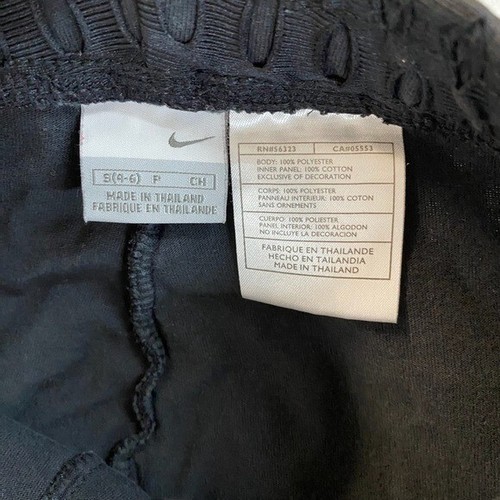 S(4-6) P CH
MADE IN THAILAND
FABRIQUE EN THAILANDE
RN#56323 CA#05553
BODY: 100% POLYESTER
INNER PANEL: 100% COTTON
EXCLUSIVE OF DECORATION
CORPS: 100% POLYESTER
PANNEAU INTERIEUR: 100% COTON
SANS ORNEMENTS
CUERPO: 100% POLIESTER
PANEL INTERIOR: 100% ALGODON
NO INCLUYE LA DECORACION
FABRIQUE EN THAILANDE
HECHO EN TAILANDIA
MADE IN THAILAND